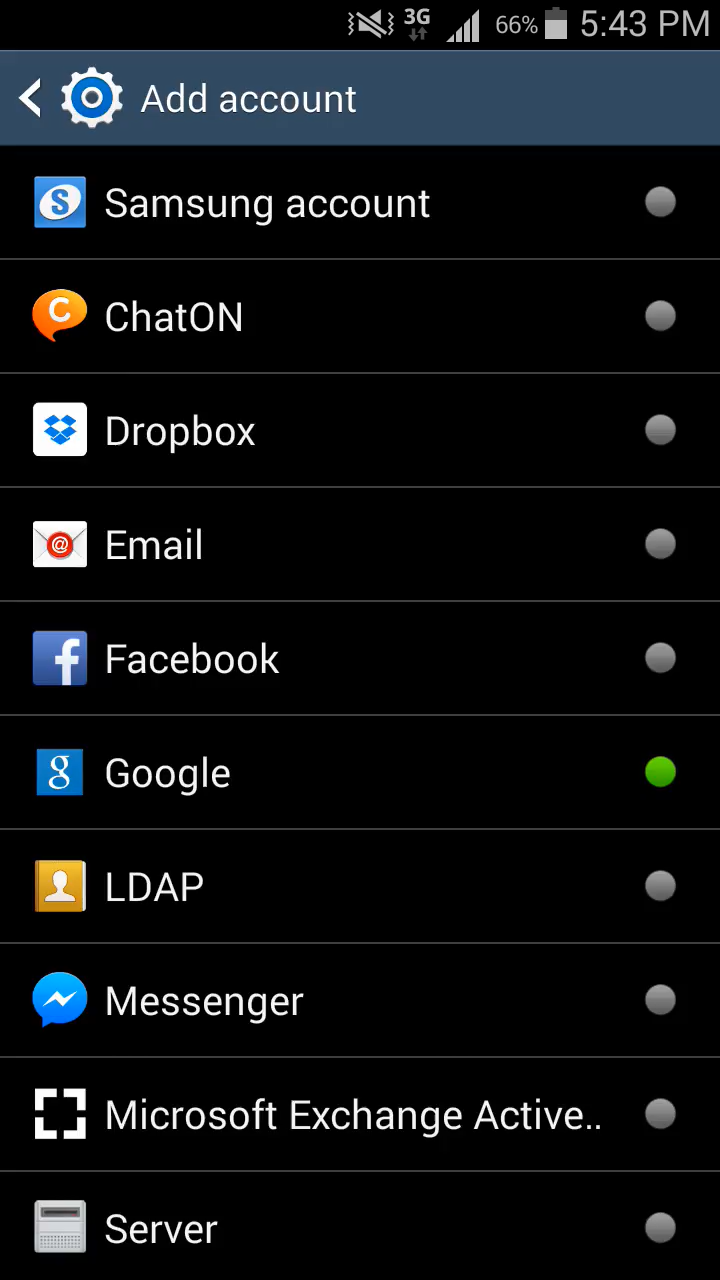 3G 66% 5:43 PM
Add account
Samsung account
ChatON
Dropbox
Email
Facebook
Google
LDAP
Messenger
Microsoft Exchange Active..
Server